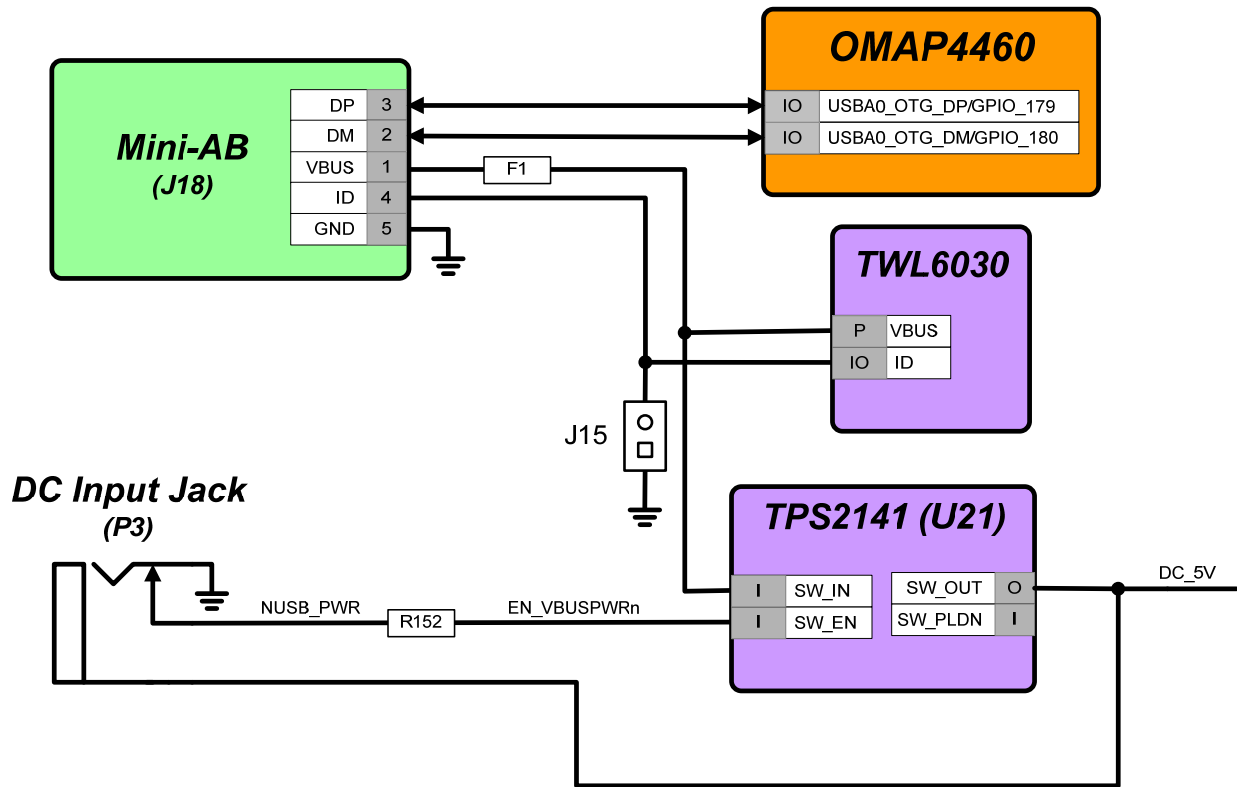 OMAP4460
IO USBA0_OTG_DP/GPIO_179
IO USBA0_OTG_DM/GPIO_180
Mini-AB
(J18)
DP 3
DM 2
VBUS 1
ID 4
GND 5
F1
TWL6030
P VBUS
IO ID
J15
DC Input Jack
(P3)
NUSB_PWR
R152
EN_VBUSPWRn
TPS2141 (U21)
I SW_IN
I SW_EN
SW_OUT O
SW_PLDN I
DC_5V